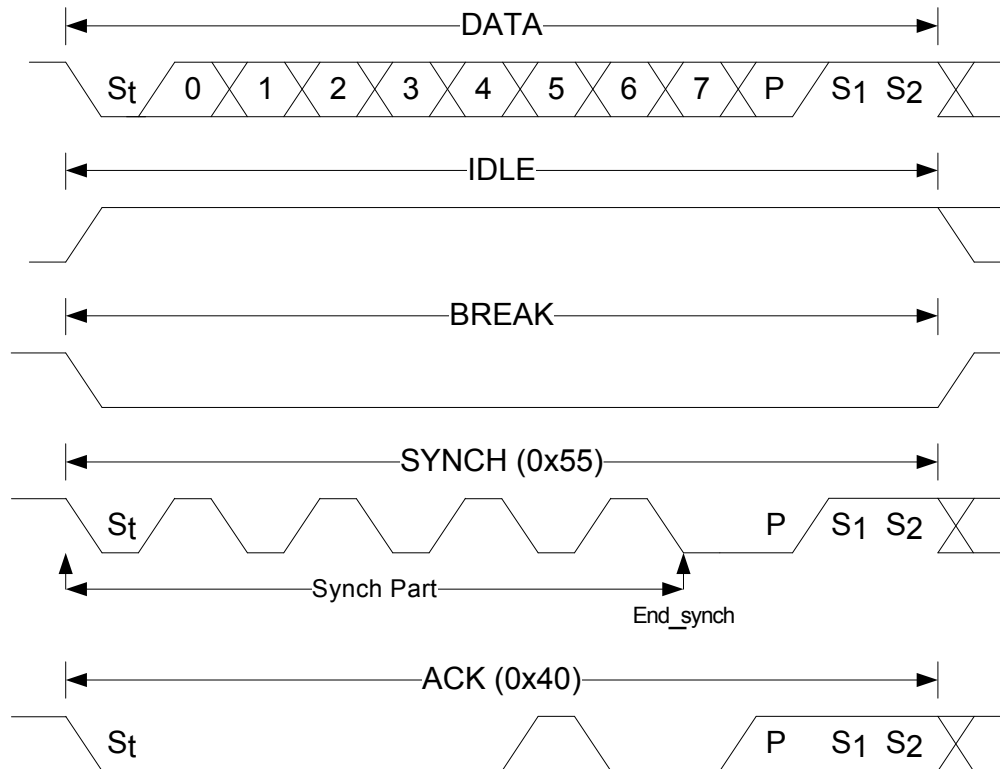 DATA
St 0 1 2 3 4 5 6 7 P S1 S2
IDLE
BREAK
SYNCH (0x55)
St P S1 S2
Synch Part
End_synch
ACK (0x40)
St P S1 S2